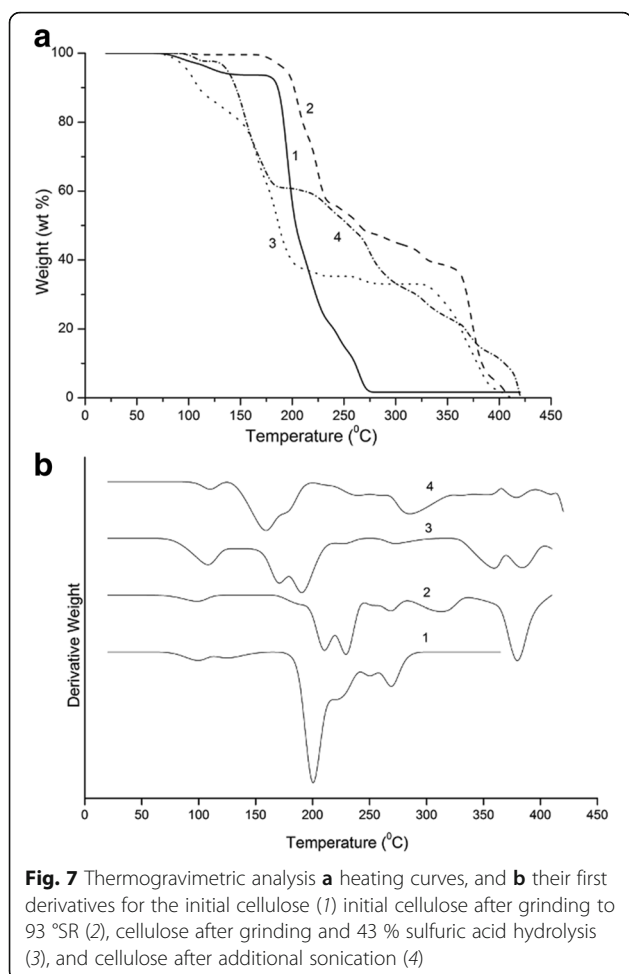 a
100
80
60
40
20
0
Weight (wt %)
2
1
4
3
0 50 100 150 200 250 300 350 400 450
Temperature (⁰C)
b
4
3
2
1
Derivative Weight
0 50 100 150 200 250 300 350 400 450
Temperature (⁰C)
Fig. 7 Thermogravimetric analysis a heating curves, and b their first
derivatives for the initial cellulose (1) initial cellulose after grinding to
93 °SR (2), cellulose after grinding and 43 % sulfuric acid hydrolysis
(3), and cellulose after additional sonication (4)